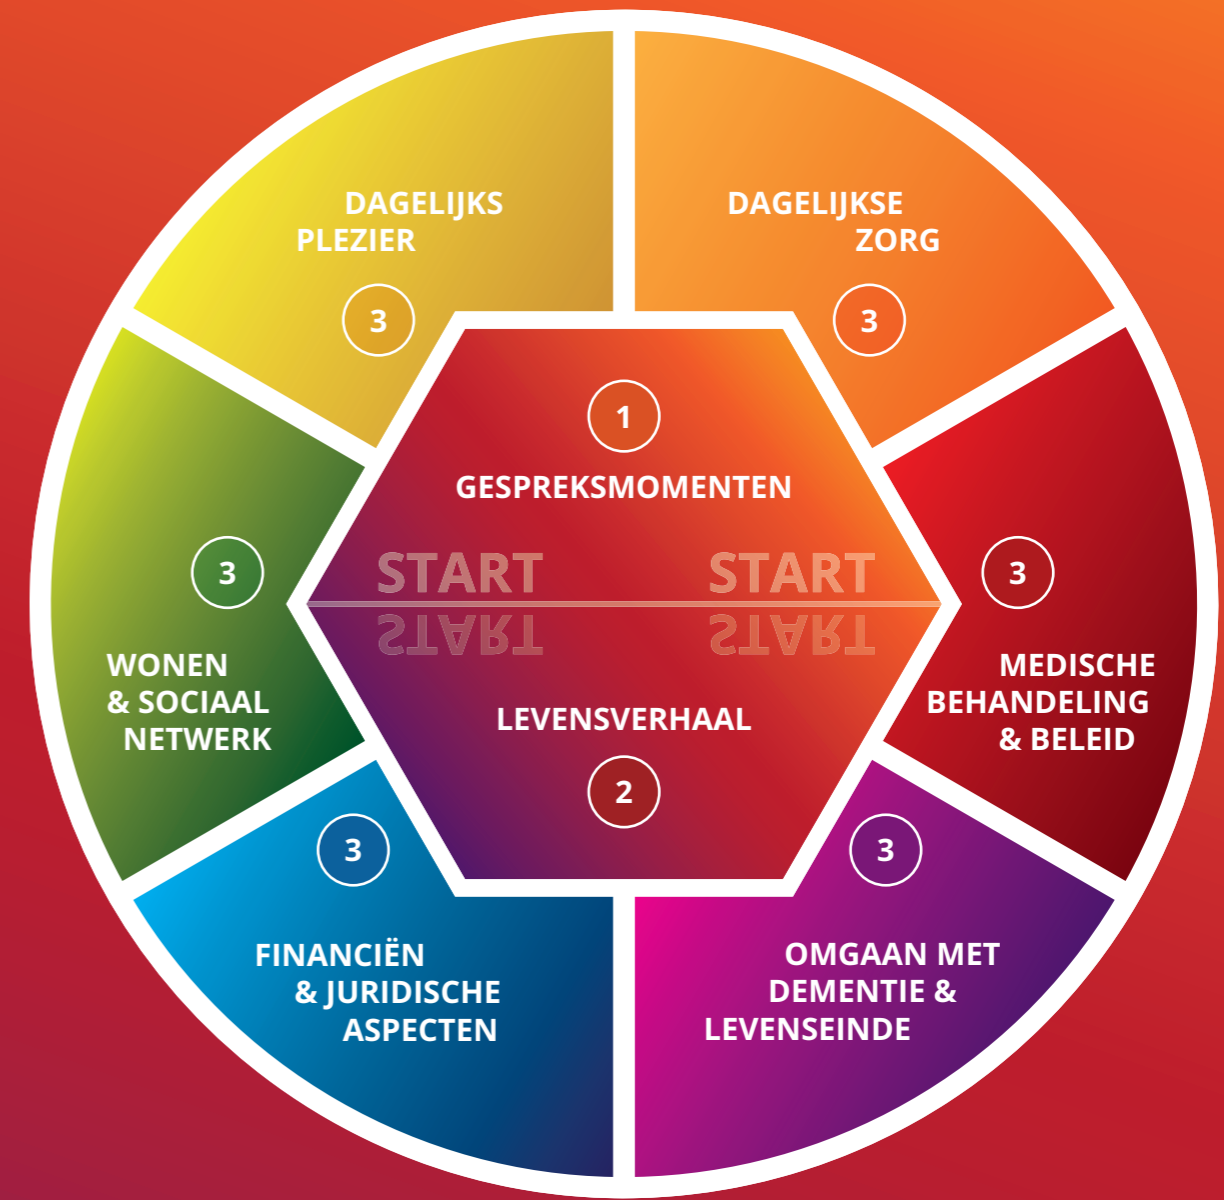 DAGELIJKS
PLEZIER
3
DAGELIJKSE
ZORG
3
1
GESPREKSMOMENTEN
START START
START START
LEVENSVERHAAL
2
3
WONEN
& SOCIAAL
NETWERK
3
MEDISCHE
BEHANDELING
& BELEID
3
FINANCIËN
& JURIDISCHE
ASPECTEN
3
OMGAAN MET
DEMENTIE &
LEVENSEINDE